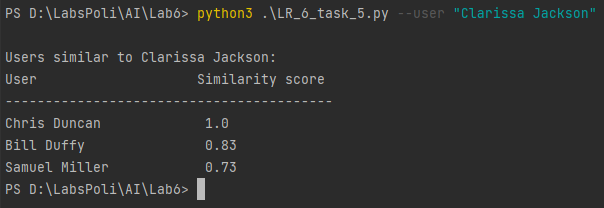 PS D:\LabsPoli\AI\Lab6> python3 .\LR_6_task_5.py --user "Clarissa Jackson"
Users similar to Clarissa Jackson:
User                   Similarity score
-----------------------------------------
Chris Duncan             1.0
Bill Duffy               0.83
Samuel Miller            0.73
PS D:\LabsPoli\AI\Lab6>